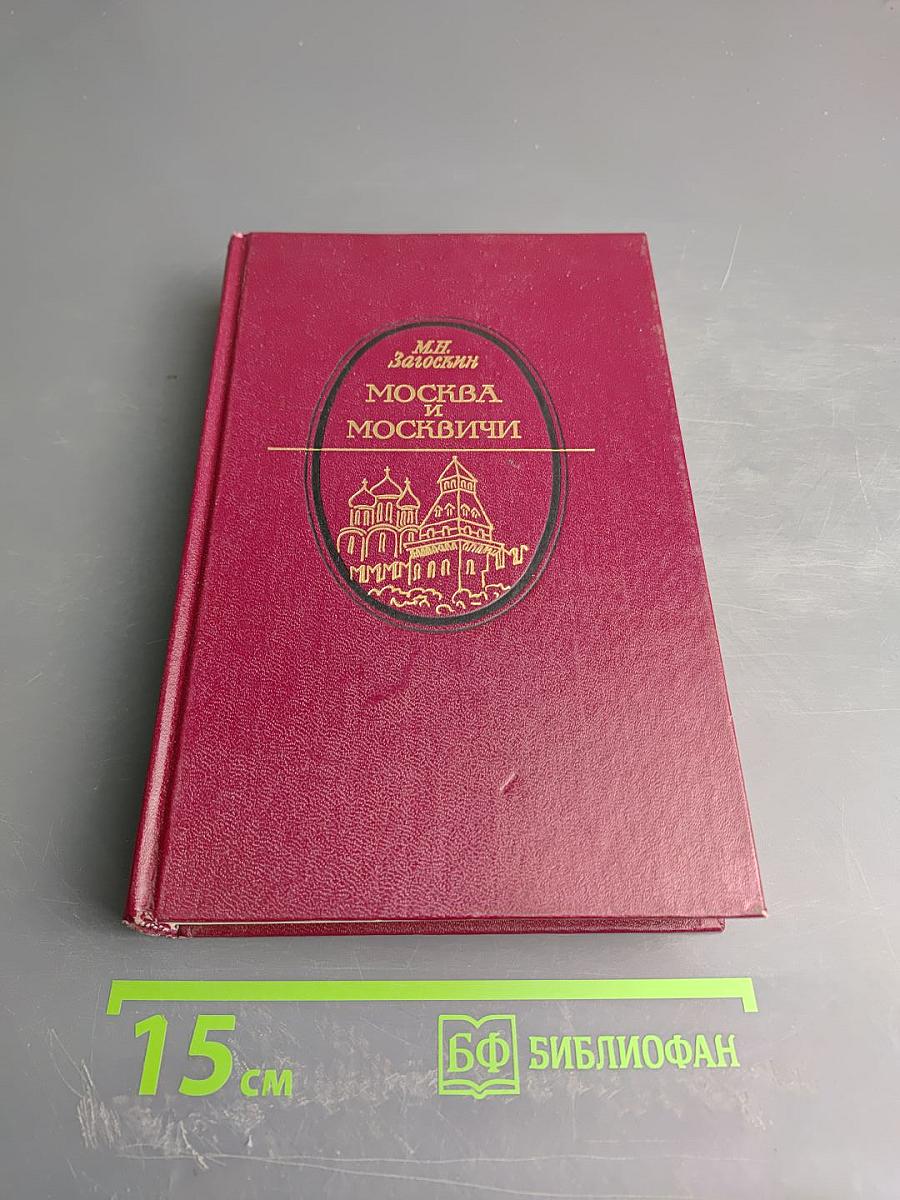 М.Н.
Загоскин
МОСКВА
И
МОСКВИЧИ
15 см
БФ БИБЛИОФАН